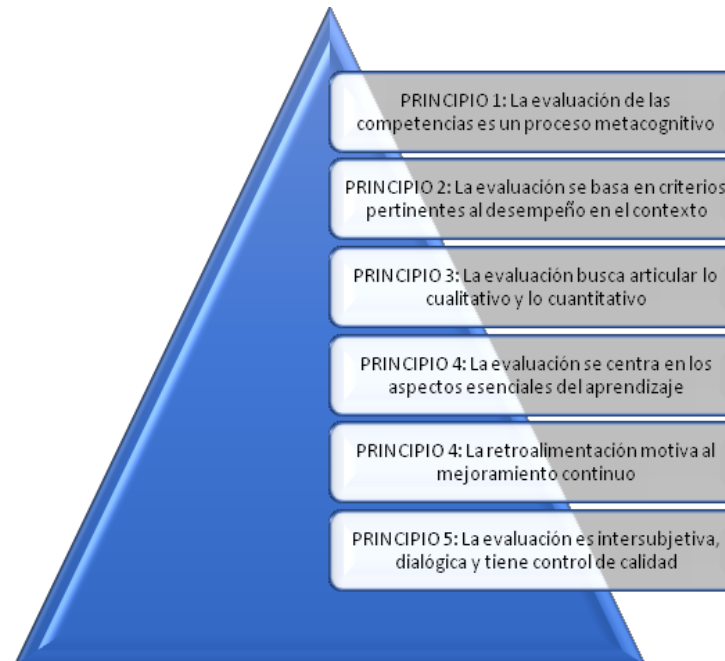 PRINCIPIO 1: La evaluación de las
competencias es un proceso metacognitivo
PRINCIPIO 2: La evaluación se basa en criterios
pertinentes al desempeño en el contexto
PRINCIPIO 3: La evaluación busca articular lo
cualitativo y lo cuantitativo
PRINCIPIO 4: La evaluación se centra en los
aspectos esenciales del aprendizaje
PRINCIPIO 4: La retroalimentación motiva al
mejoramiento continuo
PRINCIPIO 5: La evaluación es intersubjetiva,
dialógica y tiene control de calidad